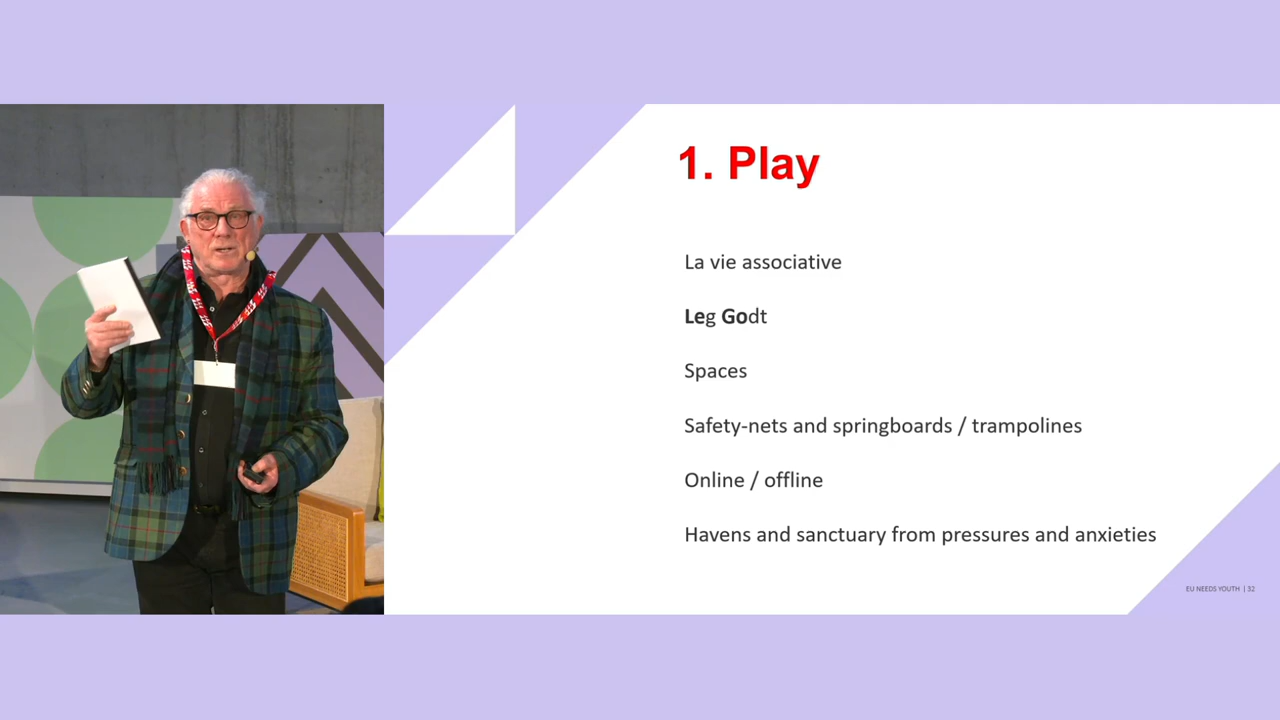 1. Play
La vie associative
Leg Godt
Spaces
Safety-nets and springboards / trampolines
Online / offline
Havens and sanctuary from pressures and anxieties
EU NEEDS YOUTH | 32